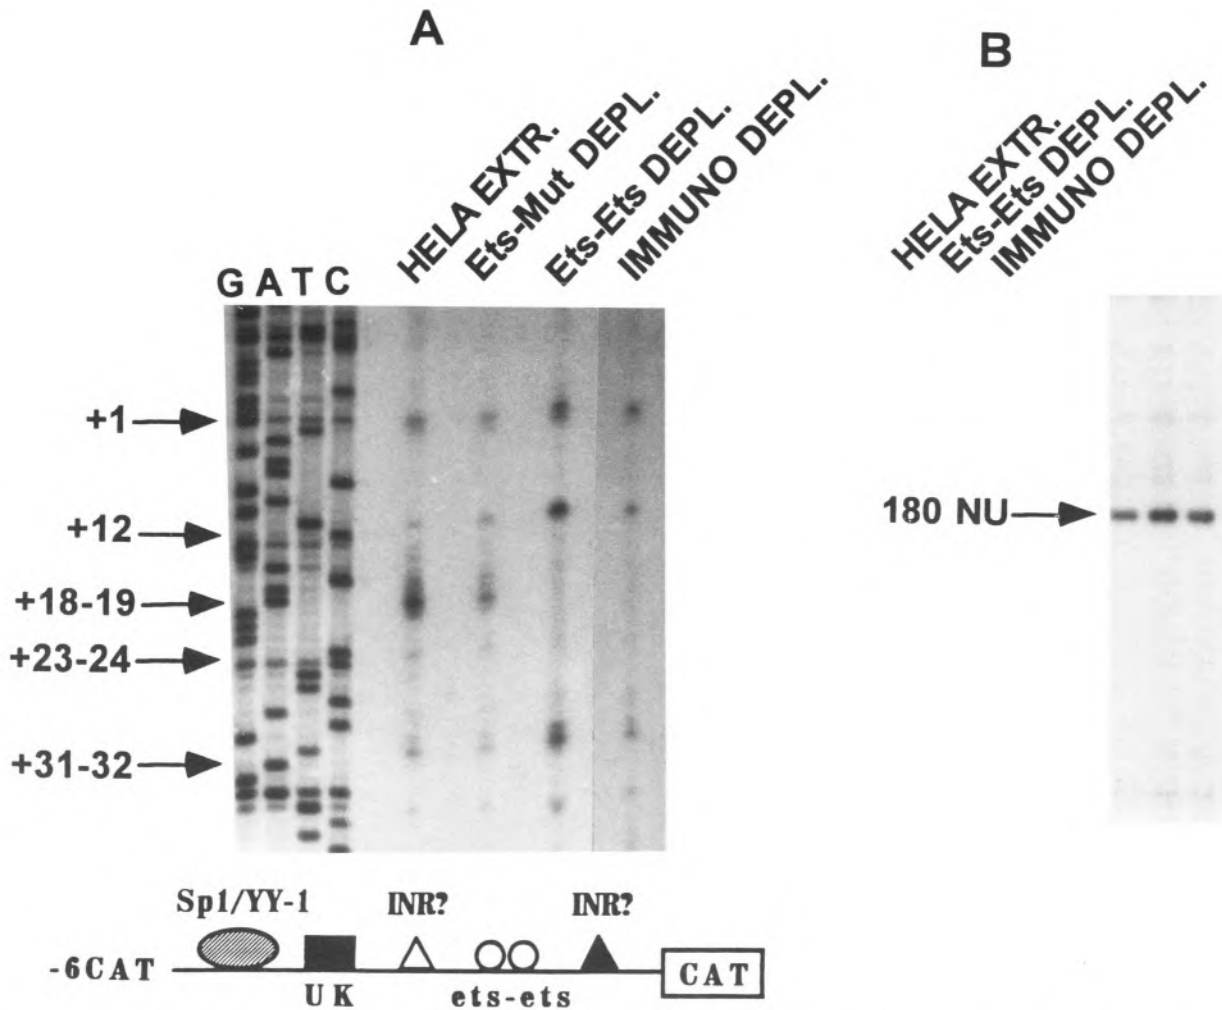 A
B
HELA EXTR.
Ets-Mut DEPL.
Ets-Ets DEPL.
IMMUNO DEPL.
HELA EXTR.
Ets-Ets DEPL.
IMMUNO DEPL.
G A T C
+1
+12
+18-19
+23-24
+31-32
180 NU
Sp1/YY-1 INR? INR?
-6CAT CAT
UK ets-ets